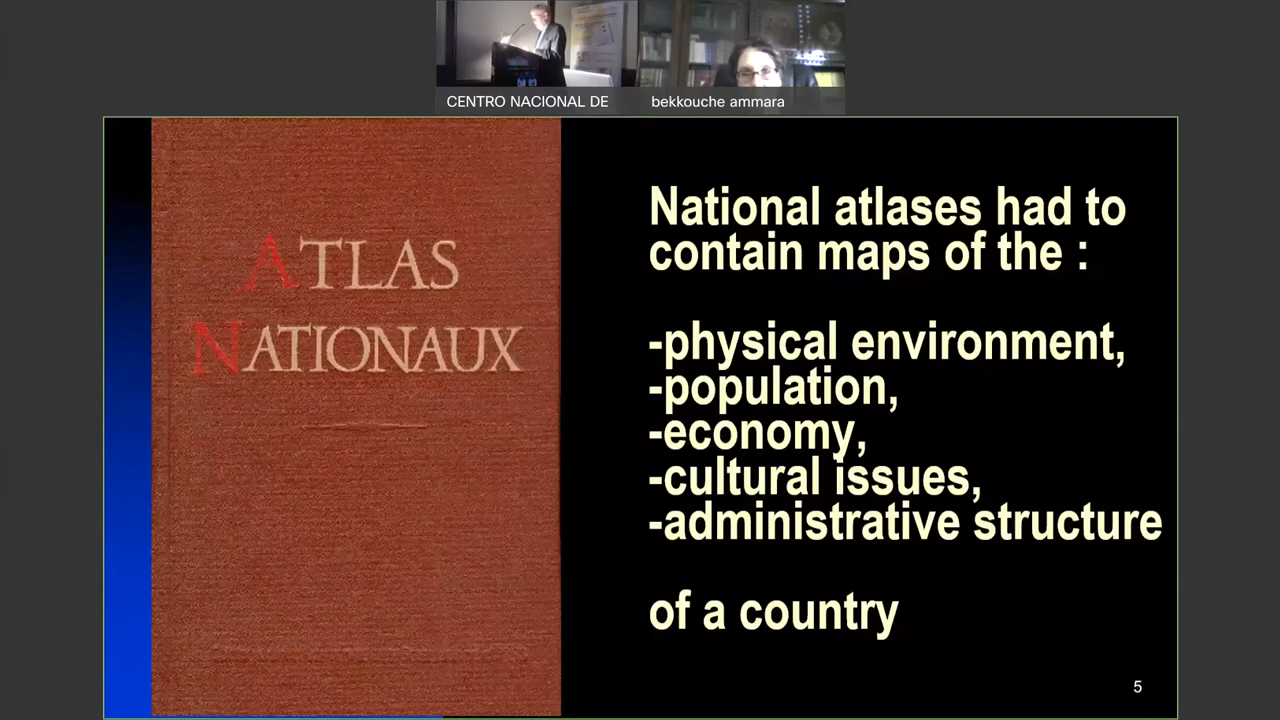 CENTRO NACIONAL DE
bekkouche ammara
ATLAS
NATIONAUX
National atlases had to
contain maps of the :
-physical environment,
-population,
-economy,
-cultural issues,
-administrative structure
of a country
5